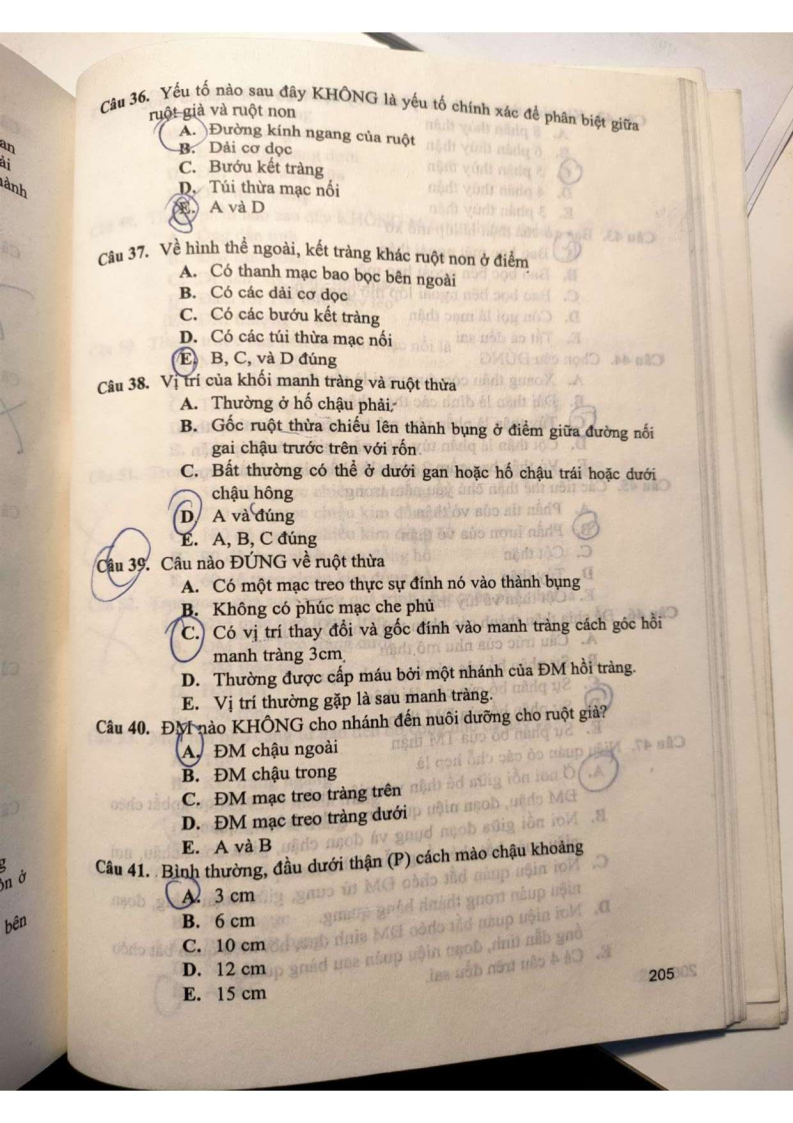 an
ài
ành
Câu 36. Yếu tố nào sau đây KHÔNG là yếu tố chính xác để phân biệt giữa
ruột già và ruột non
A. Đường kính ngang của ruột
B. Dải cơ dọc
C. Bướu kết tràng
D. Túi thừa mạc nối
E. A và D
Câu 37. Về hình thể ngoài, kết tràng khác ruột non ở điểm
A. Có thanh mạc bao bọc bên ngoài
B. Có các dải cơ dọc
C. Có các bướu kết tràng
D. Có các túi thừa mạc nối
E. B, C, và D đúng
Câu 38. Vị trí của khối manh tràng và ruột thừa
A. Thường ở hố chậu phải
B. Gốc ruột thừa chiếu lên thành bụng ở điểm giữa đường nối
gai chậu trước trên với rốn
C. Bất thường có thể ở dưới gan hoặc hố chậu trái hoặc dưới
chậu hông
D. A và C đúng
E. A, B, C đúng
Câu 39. Câu nào ĐÚNG về ruột thừa
A. Có một mạc treo thực sự đính nó vào thành bụng
B. Không có phúc mạc che phủ
C. Có vị trí thay đổi và gốc đính vào manh tràng cách góc hồi
manh tràng 3cm.
D. Thường được cấp máu bởi một nhánh của ĐM hồi tràng.
E. Vị trí thường gặp là sau manh tràng.
Câu 40. ĐM nào KHÔNG cho nhánh đến nuôi dưỡng cho ruột già?
A. ĐM chậu ngoài
B. ĐM chậu trong
C. ĐM mạc treo tràng trên
D. ĐM mạc treo tràng dưới
E. A và B
Câu 41. Bình thường, đầu dưới thận (P) cách mào chậu khoảng
A. 3 cm
B. 6 cm
C. 10 cm
D. 12 cm
E. 15 cm
ở
bên
205